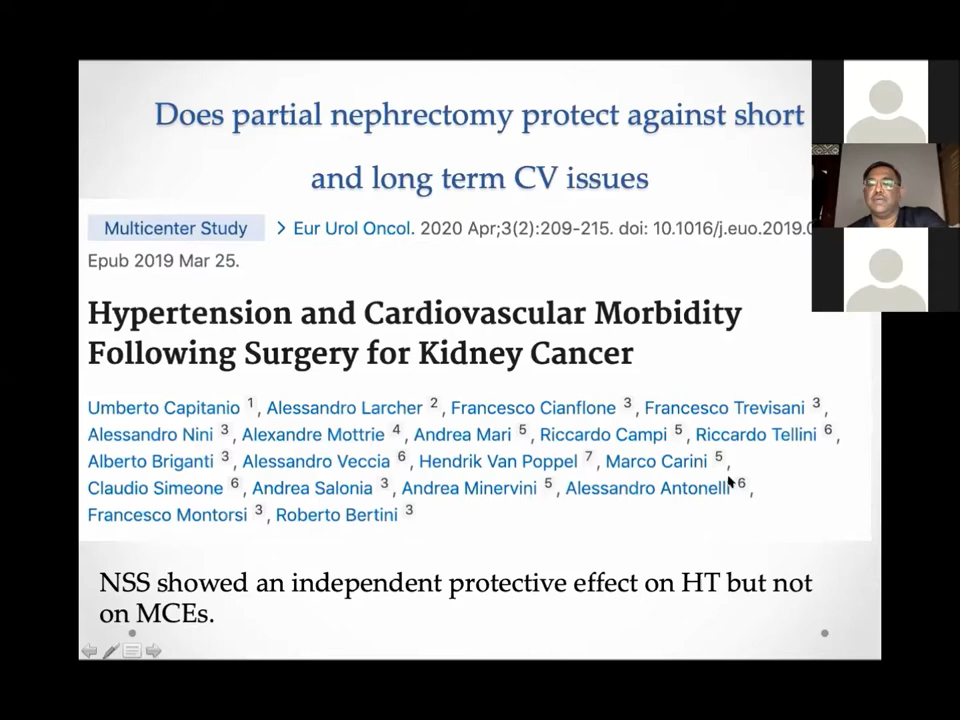 Does partial nephrectomy protect against short
and long term CV issues
Multicenter Study > Eur Urol Oncol. 2020 Apr;3(2):209-215. doi: 10.1016/j.euo.2019.
Epub 2019 Mar 25.
Hypertension and Cardiovascular Morbidity
Following Surgery for Kidney Cancer
Umberto Capitanio 1, Alessandro Larcher 2, Francesco Cianflone 3, Francesco Trevisani 3,
Alessandro Nini 3, Alexandre Mottrie 4, Andrea Mari 5, Riccardo Campi 5, Riccardo Tellini 6,
Alberto Briganti 3, Alessandro Veccia 6, Hendrik Van Poppel 7, Marco Carini 5,
Claudio Simeone 6, Andrea Salonia 3, Andrea Minervini 5, Alessandro Antonelli 6,
Francesco Montorsi 3, Roberto Bertini 3
NSS showed an independent protective effect on HT but not
on MCEs.